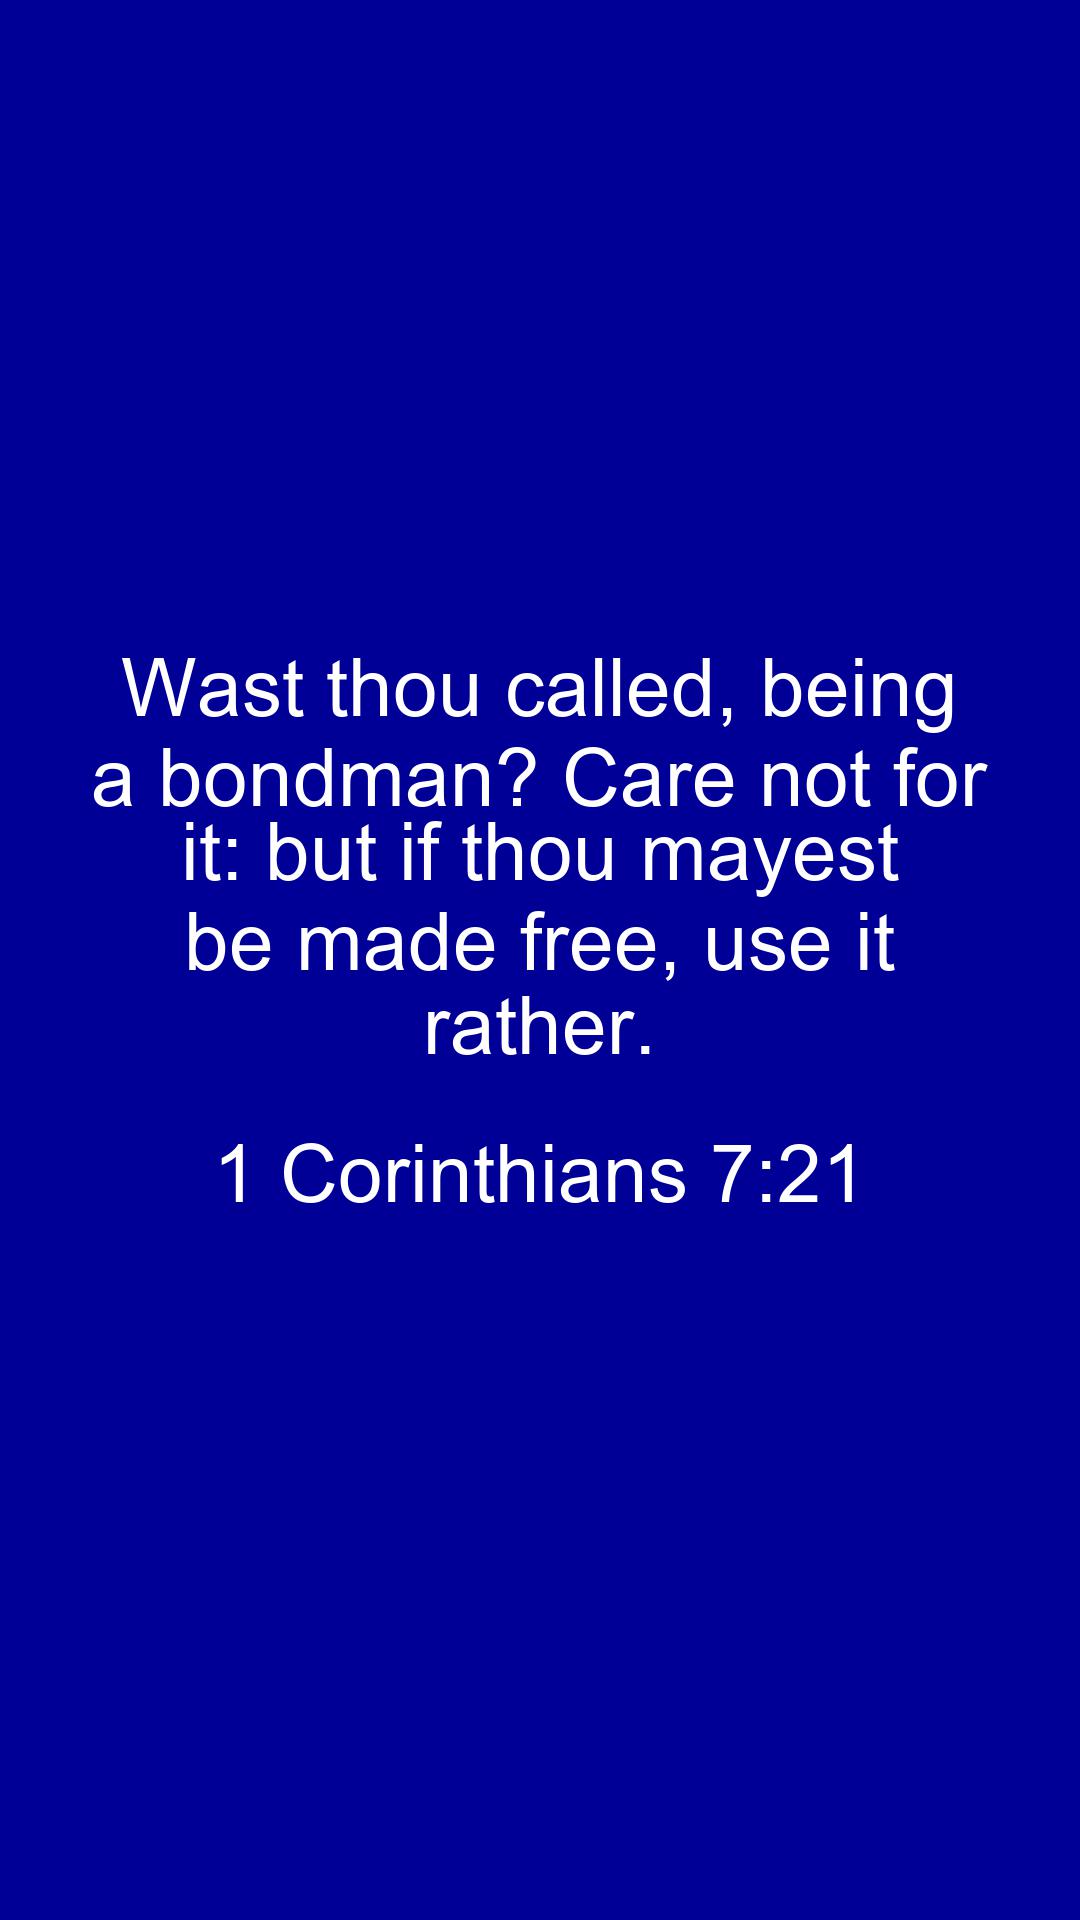 Wast thou called, being
a bondman? Care not for
it: but if thou mayest
be made free, use it
rather.
1 Corinthians 7:21